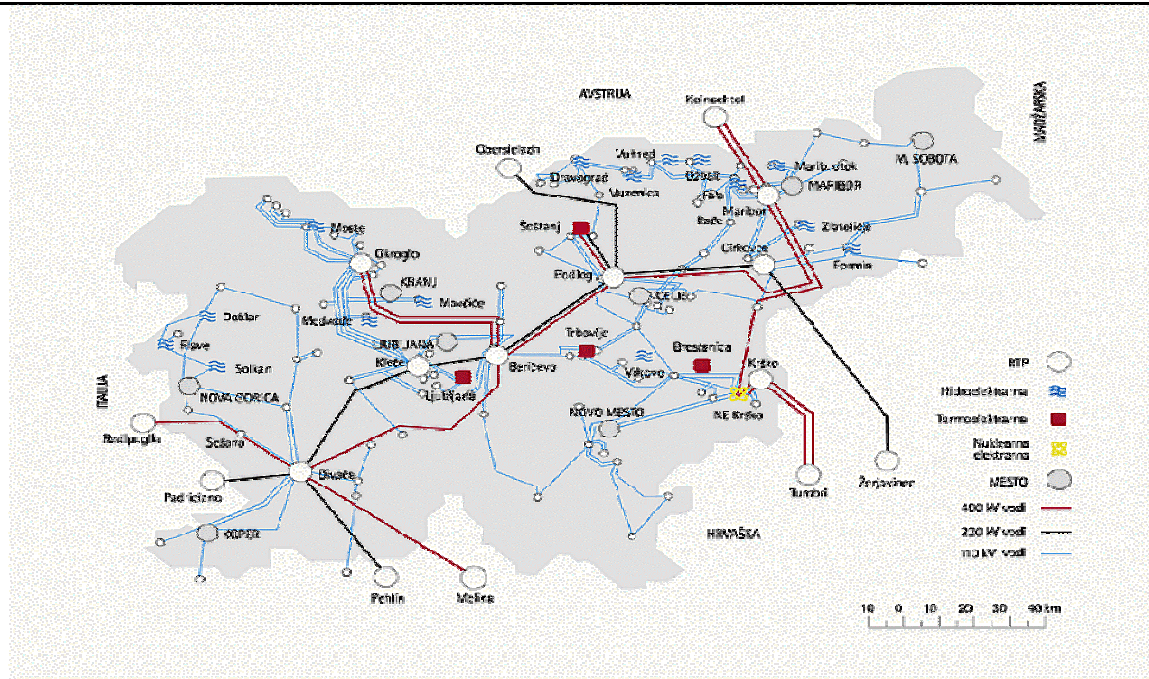 AVSTRIJA
Kainachtal
MADŽARSKA
Obersielach
Vuhred
M. SOBOTA
Dravograd
Vuzenica
Ožbalt
Fala
Marib. otok
MARIBOR
Maribor
Moste
Šoštanj
Rače
Zlatoličje
Okroglo
Cirkovce
Formin
Podlog
KRANJ
CELJE
Mavčiče
Doblar
Medvode
Trbovlje
Plave
LJUBLJANA
Brestanica
Kleče
Beričevo
Krško
Solkan
Vrhovo
RTP
ITALIJA
NOVA GORICA
Ljubljana
Hidroelektrarna
NOVO MESTO
NE Krško
Termoelektrarna
Redipuglia
Sežana
Nuklearna
elektrarna
Divača
MESTO
Padriciano
Tumbri
Žerjavinec
400 kV vodi
KOPER
HRVAŠKA
220 kV vodi
110 kV vodi
Pehlin
Melina
10 0 10 20 30 40 km